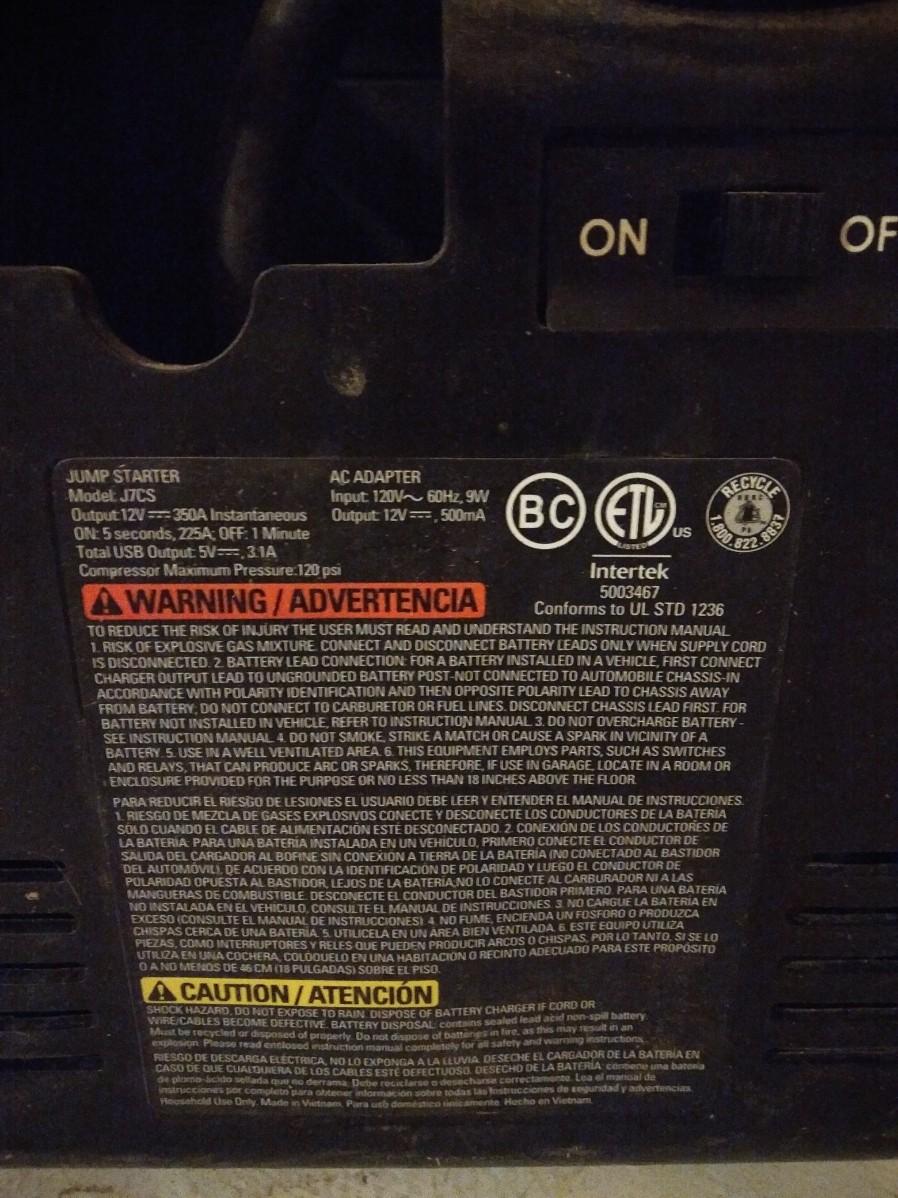 ON
OF
JUMP STARTER
Model: J7CS
Output:12V ⎓ 350A Instantaneous
ON: 5 seconds, 225A; OFF: 1 Minute
Total USB Output: 5V⎓, 3.1A
Compressor Maximum Pressure:120 psi
AC ADAPTER
Input: 120V~ 60Hz, 9W
Output: 12V ⎓, 500mA
BC
ETL
LISTED
CM
US
Intertek
5003467
Conforms to UL STD 1236
RECYCLE
Pb
1.800.822.8837
WARNING / ADVERTENCIA
TO REDUCE THE RISK OF INJURY THE USER MUST READ AND UNDERSTAND THE INSTRUCTION MANUAL.
1. RISK OF EXPLOSIVE GAS MIXTURE. CONNECT AND DISCONNECT BATTERY LEADS ONLY WHEN SUPPLY CORD
IS DISCONNECTED. 2. BATTERY LEAD CONNECTION: FOR A BATTERY INSTALLED IN A VEHICLE, FIRST CONNECT
CHARGER OUTPUT LEAD TO UNGROUNDED BATTERY POST-NOT CONNECTED TO AUTOMOBILE CHASSIS-IN
ACCORDANCE WITH POLARITY IDENTIFICATION AND THEN OPPOSITE POLARITY LEAD TO CHASSIS AWAY
FROM BATTERY; DO NOT CONNECT TO CARBURETOR OR FUEL LINES. DISCONNECT CHASSIS LEAD FIRST. FOR
BATTERY NOT INSTALLED IN VEHICLE, REFER TO INSTRUCTION MANUAL. 3. DO NOT OVERCHARGE BATTERY -
SEE INSTRUCTION MANUAL. 4. DO NOT SMOKE, STRIKE A MATCH OR CAUSE A SPARK IN VICINITY OF A
BATTERY. 5. USE IN A WELL VENTILATED AREA. 6. THIS EQUIPMENT EMPLOYS PARTS, SUCH AS SWITCHES
AND RELAYS, THAT CAN PRODUCE ARC OR SPARKS, THEREFORE, IF USE IN GARAGE, LOCATE IN A ROOM OR
ENCLOSURE PROVIDED FOR THE PURPOSE OR NO LESS THAN 18 INCHES ABOVE THE FLOOR.
PARA REDUCIR EL RIESGO DE LESIONES EL USUARIO DEBE LEER Y ENTENDER EL MANUAL DE INSTRUCCIONES.
1. RIESGO DE MEZCLA DE GASES EXPLOSIVOS CONECTE Y DESCONECTE LOS CONDUCTORES DE LA BATERÍA
SÓLO CUANDO EL CABLE DE ALIMENTACIÓN ESTÉ DESCONECTADO. 2. CONEXIÓN DE LOS CONDUCTORES DE
LA BATERÍA: PARA UNA BATERÍA INSTALADA EN UN VEHÍCULO, PRIMERO CONECTE EL CONDUCTOR DE
SALIDA DEL CARGADOR AL BOFINE SIN CONEXIÓN A TIERRA DE LA BATERÍA (NO CONECTADO AL BASTIDOR
DEL AUTOMÓVIL), DE ACUERDO CON LA IDENTIFICACIÓN DE POLARIDAD Y LUEGO EL CONDUCTOR DE
POLARIDAD OPUESTA AL BASTIDOR, LEJOS DE LA BATERÍA;NO LO CONECTE AL CARBURADOR NI A LAS
MANGUERAS DE COMBUSTIBLE. DESCONECTE EL CONDUCTOR DEL BASTIDOR PRIMERO. PARA UNA BATERÍA
NO INSTALADA EN EL VEHÍCULO, CONSULTE EL MANUAL DE INSTRUCCIONES. 3. NO CARGUE LA BATERÍA EN
EXCESO (CONSULTE EL MANUAL DE INSTRUCCIONES). 4. NO FUME, ENCIENDA UN FOSFORO O PRODUZCA
CHISPAS CERCA DE UNA BATERÍA. 5. UTILICELA EN UN ÁREA BIEN VENTILADA. 6. ESTE EQUIPO UTILIZA
PIEZAS, COMO INTERRUPTORES Y RELES QUE PUEDEN PRODUCIR ARCOS O CHISPAS, POR LO TANTO, SI SE LO
UTILIZA EN UNA COCHERA, COLÓQUELO EN UNA HABITACIÓN O RECINTO ADECUADO PARA ESTE PROPÓSITO
O A NO MENOS DE 46 CM (18 PULGADAS) SOBRE EL PISO.
CAUTION / ATENCIÓN
SHOCK HAZARD. DO NOT EXPOSE TO RAIN. DISPOSE OF BATTERY CHARGER IF CORD OR
WIRE/CABLES BECOME DEFECTIVE. BATTERY DISPOSAL: contains sealed lead acid non-spill battery.
Must be recycled or disposed of properly. Do not dispose of batteries in fire, as this may result in an
explosion. Please read enclosed instruction manual completely for all safety and warning instructions.
RIESGO DE DESCARGA ELÉCTRICA, NO LO EXPONGA A LA LLUVIA. DESECHE EL CARGADOR DE LA BATERÍA EN
CASO DE QUE CUALQUIERA DE LOS CABLES ESTÉ DEFECTUOSO. DESECHO DE LA BATERÍA: contiene una batería
de plomo-ácido sellada que no derrama. Debe reciclarse o desecharse correctamente. Lea el manual de
instrucciones por completo para obtener información sobre todas las instrucciones de seguridad y advertencias.
Household Use Only. Made in Vietnam. Para uso doméstico únicamente. Hecho en Vietnam.